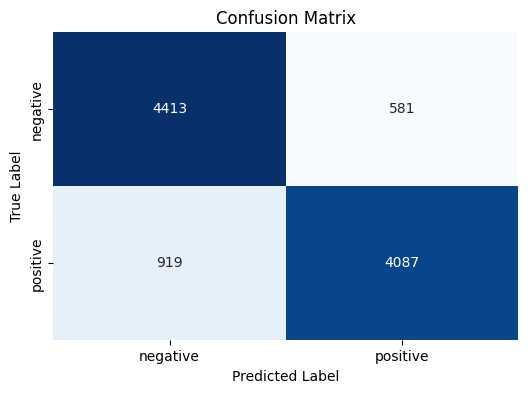 Confusion Matrix
True Label
negative
4413
581
positive
919
4087
negative
positive
Predicted Label